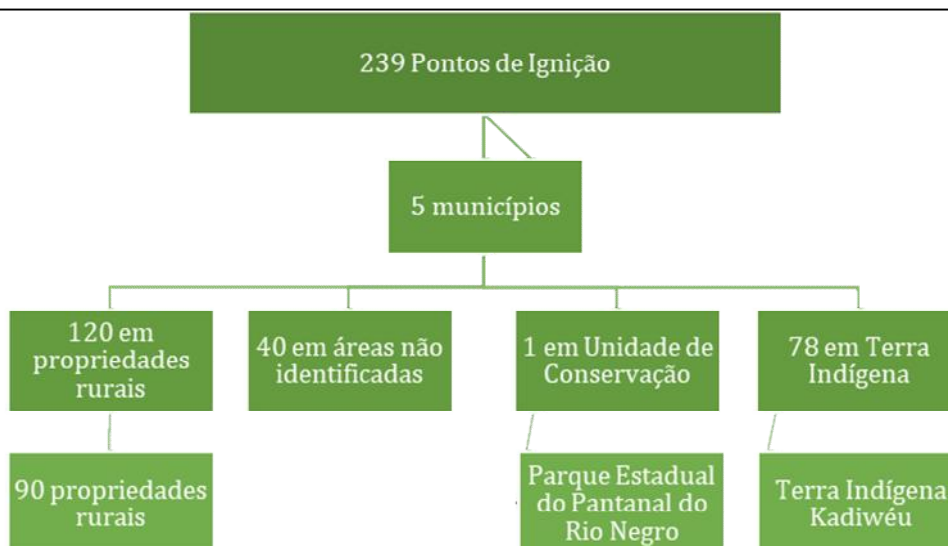 239 Pontos de Ignição
5 municípios
120 em
propriedades
rurais
40 em áreas não
identificadas
1 em Unidade de
Conservação
78 em Terra
Indígena
90 propriedades
rurais
Parque Estadual
do Pantanal do
Rio Negro
Terra Indígena
Kadiwéu